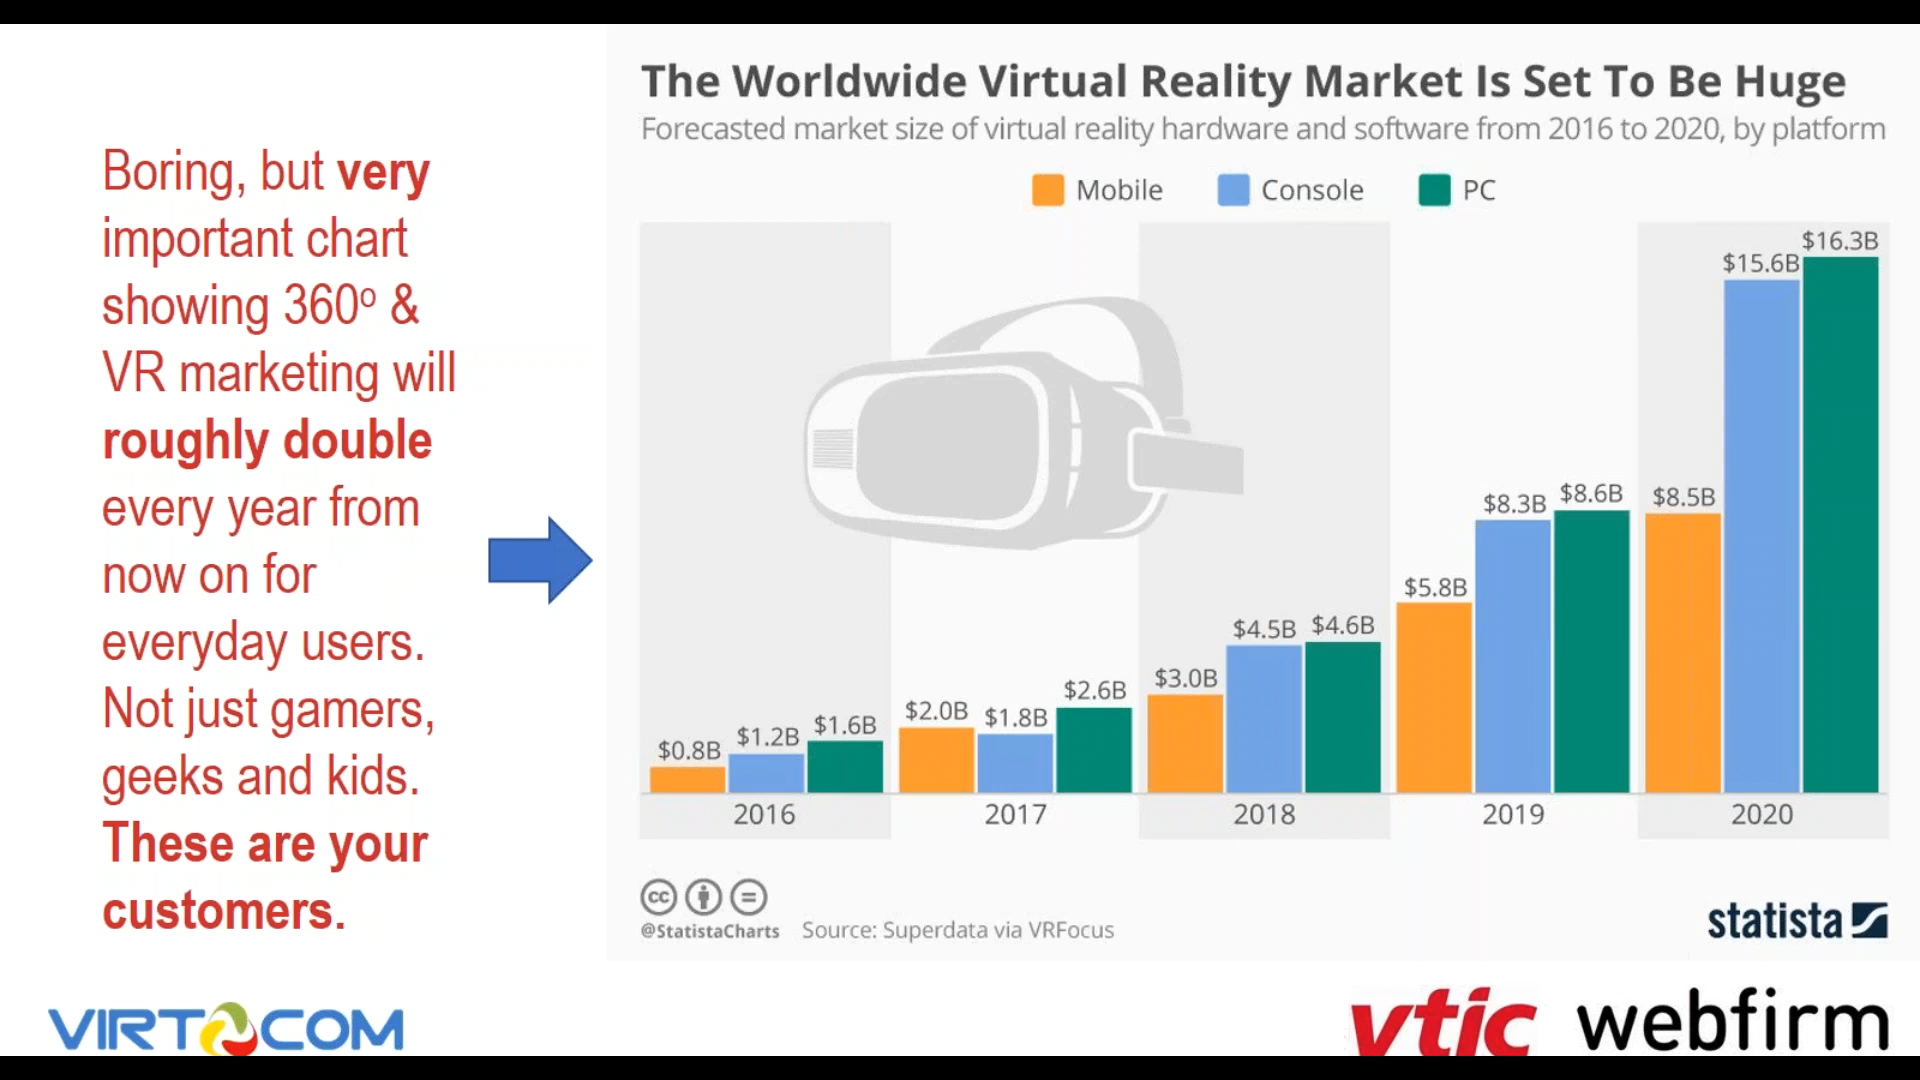 Boring, but very
important chart
showing 360º &
VR marketing will
roughly double
every year from
now on for
everyday users.
Not just gamers,
geeks and kids.
These are your
customers.
The Worldwide Virtual Reality Market Is Set To Be Huge
Forecasted market size of virtual reality hardware and software from 2016 to 2020, by platform
Mobile Console PC
$0.8B $1.2B $1.6B $2.0B $1.8B $2.6B $3.0B $4.5B $4.6B $5.8B $8.3B $8.6B $8.5B $15.6B $16.3B
2016 2017 2018 2019 2020
cc
@StatistaCharts Source: Superdata via VRFocus
statista
VIRTOCOM
vtic webfirm